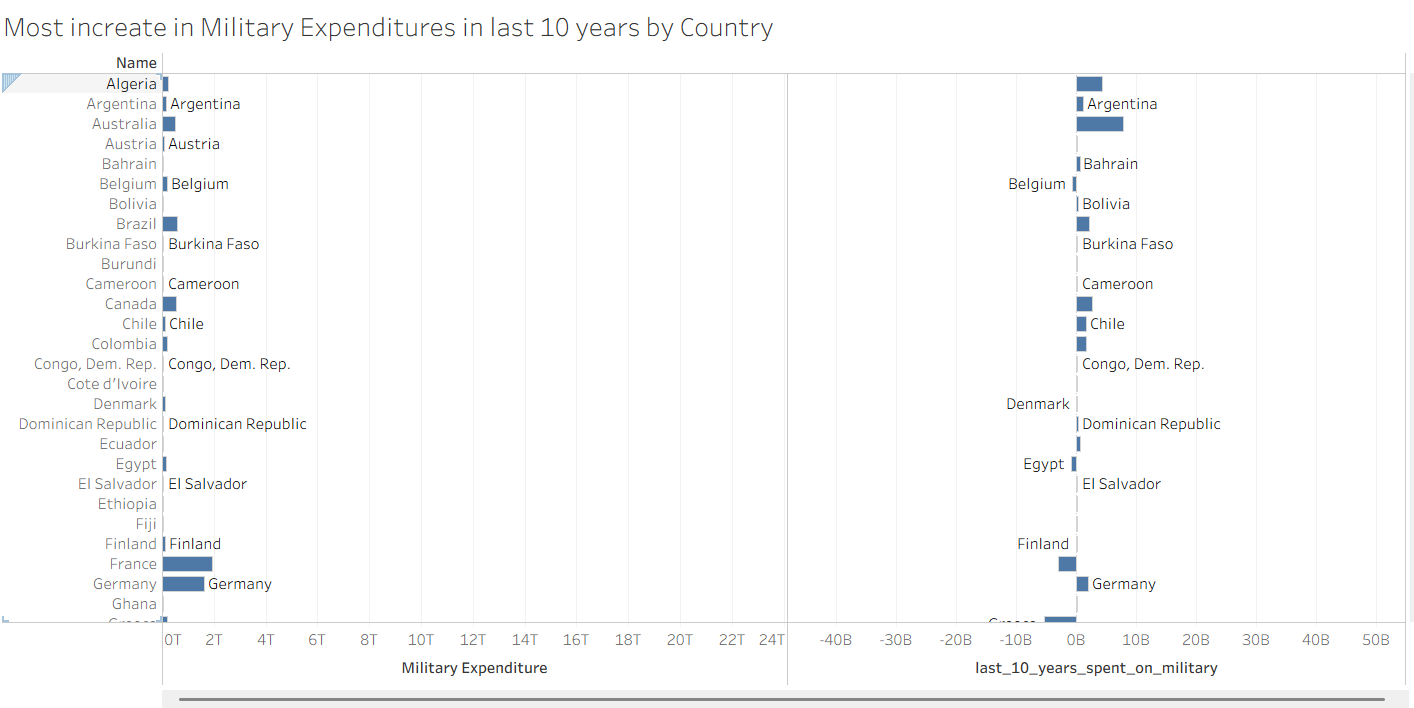 Most increate in Military Expenditures in last 10 years by Country
Name
Algeria
Argentina Argentina Argentina
Australia
Austria Austria
Bahrain Bahrain
Belgium Belgium Belgium
Bolivia Bolivia
Brazil
Burkina Faso Burkina Faso Burkina Faso
Burundi
Cameroon Cameroon Cameroon
Canada
Chile Chile Chile
Colombia
Congo, Dem. Rep. Congo, Dem. Rep. Congo, Dem. Rep.
Cote d'Ivoire
Denmark Denmark
Dominican Republic Dominican Republic Dominican Republic
Ecuador
Egypt Egypt
El Salvador El Salvador El Salvador
Ethiopia
Fiji
Finland Finland Finland
France
Germany Germany Germany
Ghana
0T 2T 4T 6T 8T 10T 12T 14T 16T 18T 20T 22T 24T -40B -30B -20B -10B 0B 10B 20B 30B 40B 50B
Military Expenditure last_10_years_spent_on_military